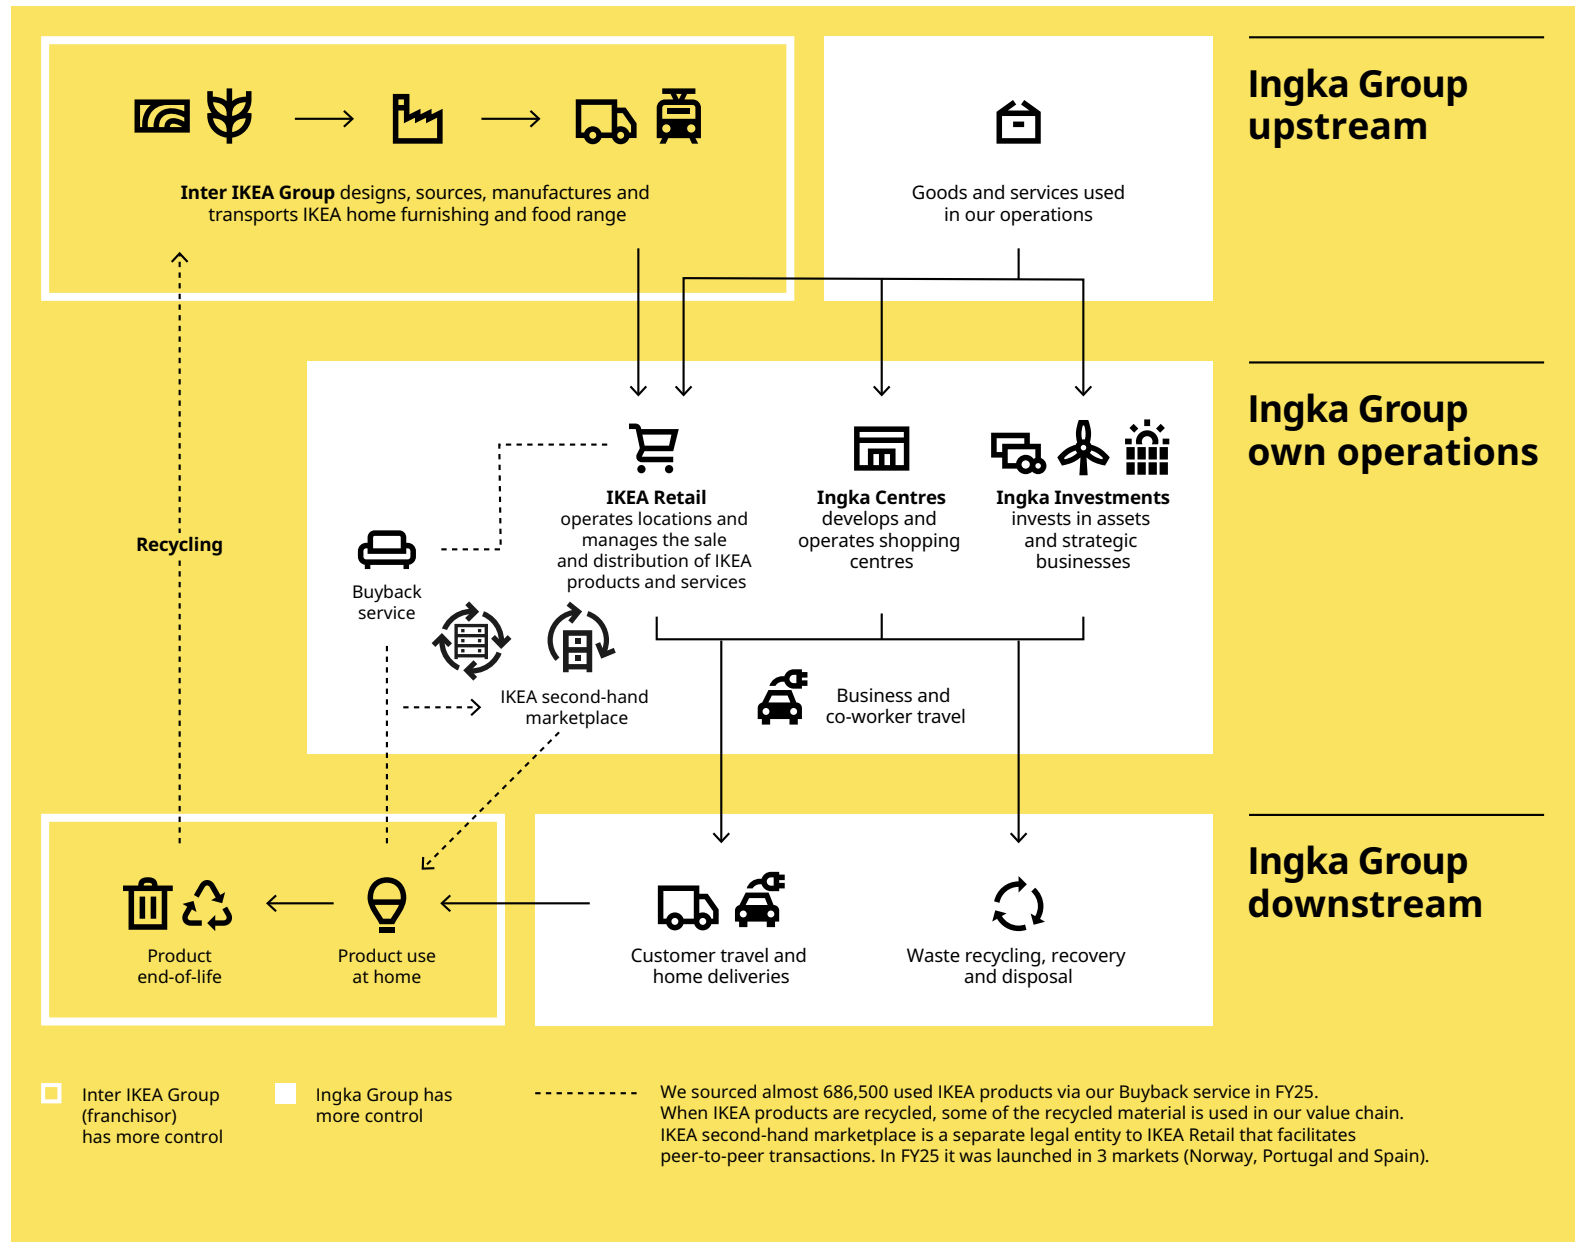 Ingka Group
upstream
Inter IKEA Group designs, sources, manufactures and
transports IKEA home furnishing and food range
Goods and services used
in our operations
Ingka Group
own operations
IKEA Retail
operates locations and
manages the sale
and distribution of IKEA
products and services
Ingka Centres
develops and
operates shopping
centres
Ingka Investments
invests in assets
and strategic
businesses
Recycling
Buyback
service
IKEA second-hand
marketplace
Business and
co-worker travel
Ingka Group
downstream
Product
end-of-life
Product use
at home
Customer travel and
home deliveries
Waste recycling, recovery
and disposal
Inter IKEA Group
(franchisor)
has more control
Ingka Group has
more control
We sourced almost 686,500 used IKEA products via our Buyback service in FY25.
When IKEA products are recycled, some of the recycled material is used in our value chain.
IKEA second-hand marketplace is a separate legal entity to IKEA Retail that facilitates
peer-to-peer transactions. In FY25 it was launched in 3 markets (Norway, Portugal and Spain).